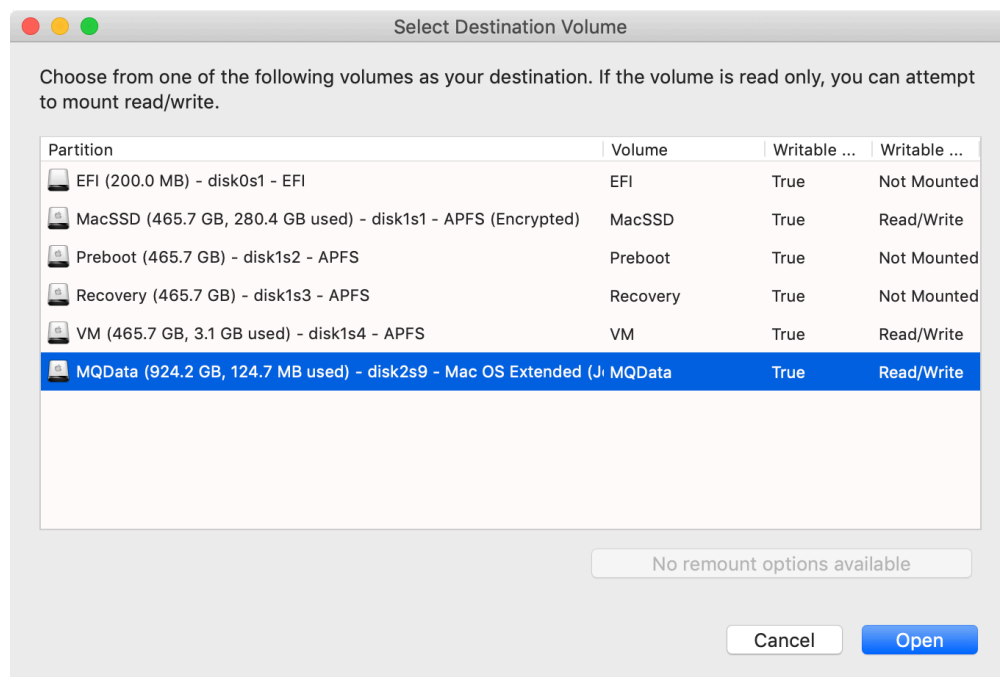 Select Destination Volume
Choose from one of the following volumes as your destination. If the volume is read only, you can attempt
to mount read/write.
Partition Volume Writable ... Writable ...
EFI (200.0 MB) - disk0s1 - EFI EFI True Not Mounted
MacSSD (465.7 GB, 280.4 GB used) - disk1s1 - APFS (Encrypted) MacSSD True Read/Write
Preboot (465.7 GB) - disk1s2 - APFS Preboot True Not Mounted
Recovery (465.7 GB) - disk1s3 - APFS Recovery True Not Mounted
VM (465.7 GB, 3.1 GB used) - disk1s4 - APFS VM True Read/Write
MQData (924.2 GB, 124.7 MB used) - disk2s9 - Mac OS Extended (J MQData True Read/Write
No remount options available
Cancel Open